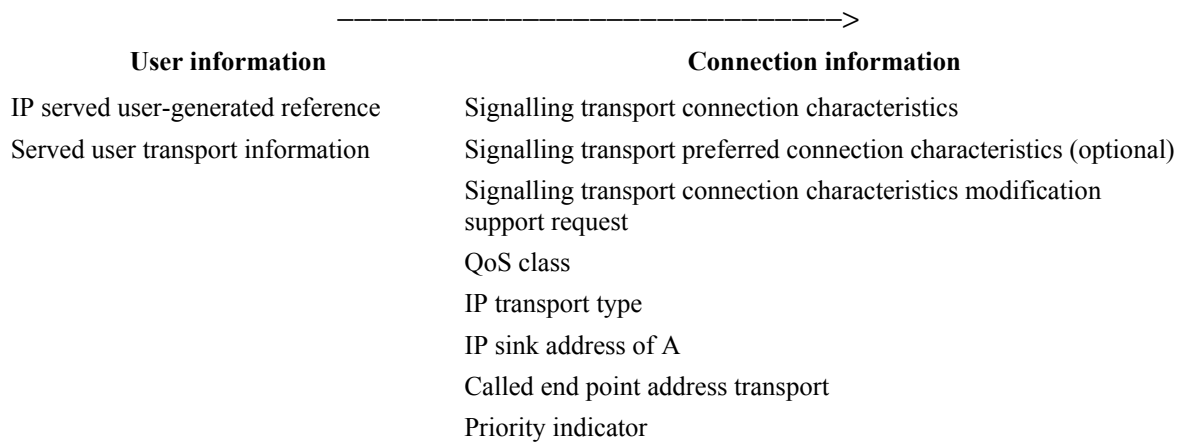 User information Connection information
IP served user-generated reference Signalling transport connection characteristics
Served user transport information Signalling transport preferred connection characteristics (optional)
Signalling transport connection characteristics modification
support request
QoS class
IP transport type
IP sink address of A
Called end point address transport
Priority indicator